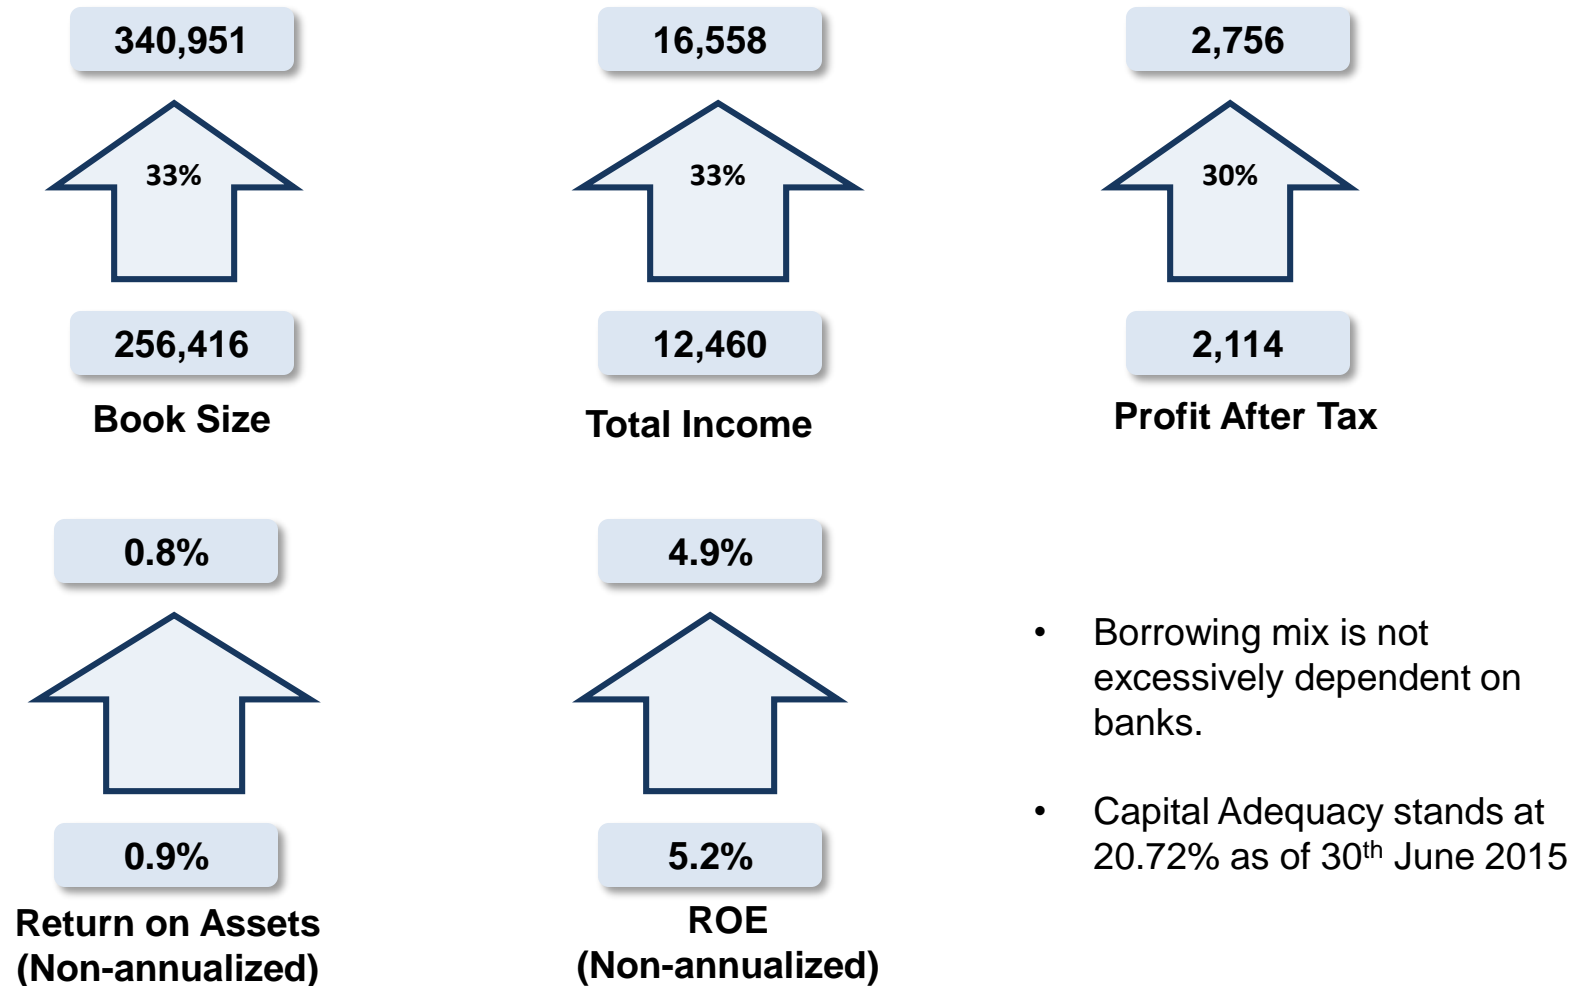 340,951
33%
256,416
Book Size
16,558
33%
12,460
Total Income
2,756
30%
2,114
Profit After Tax
0.8%
0.9%
Return on Assets
(Non-annualized)
4.9%
5.2%
ROE
(Non-annualized)
• Borrowing mix is not
excessively dependent on
banks.
• Capital Adequacy stands at
20.72% as of 30th June 2015